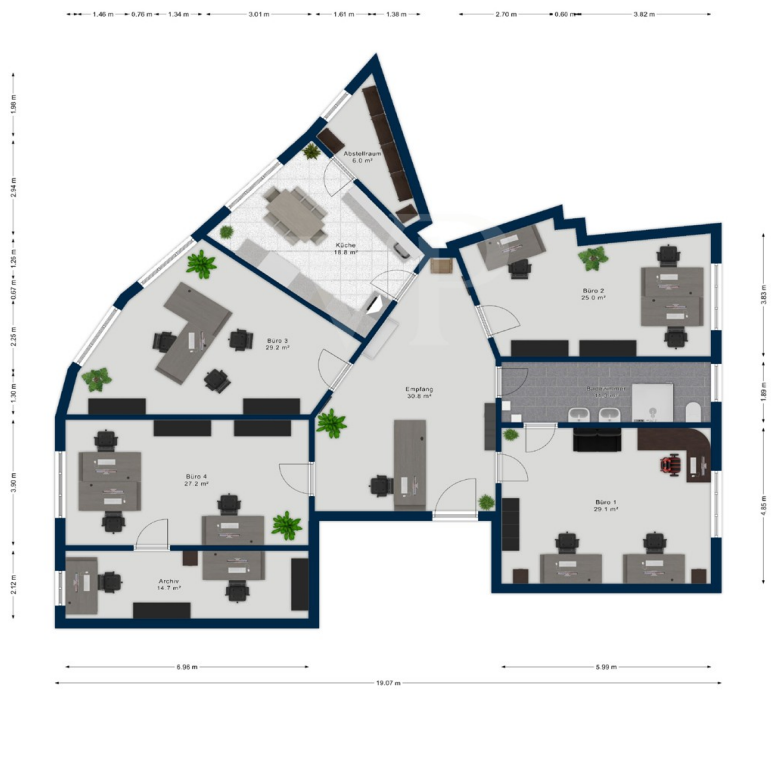 1.46 m
0.76 m
1.34 m
3.01 m
1.61 m
1.38 m
2.70 m
0.60 m
3.82 m
1.98 m
2.94 m
1.26 m
0.67 m
2.26 m
1.30 m
3.90 m
2.12 m
3.83 m
1.89 m
4.85 m
Abstellraum
6.0 m²
Küche
18.8 m²
Büro 2
25.0 m²
Büro 3
29.2 m²
Empfang
30.8 m²
Büro 4
27.2 m²
Büro 1
29.1 m²
Archiv
14.7 m²
6.96 m
5.99 m
19.07 m